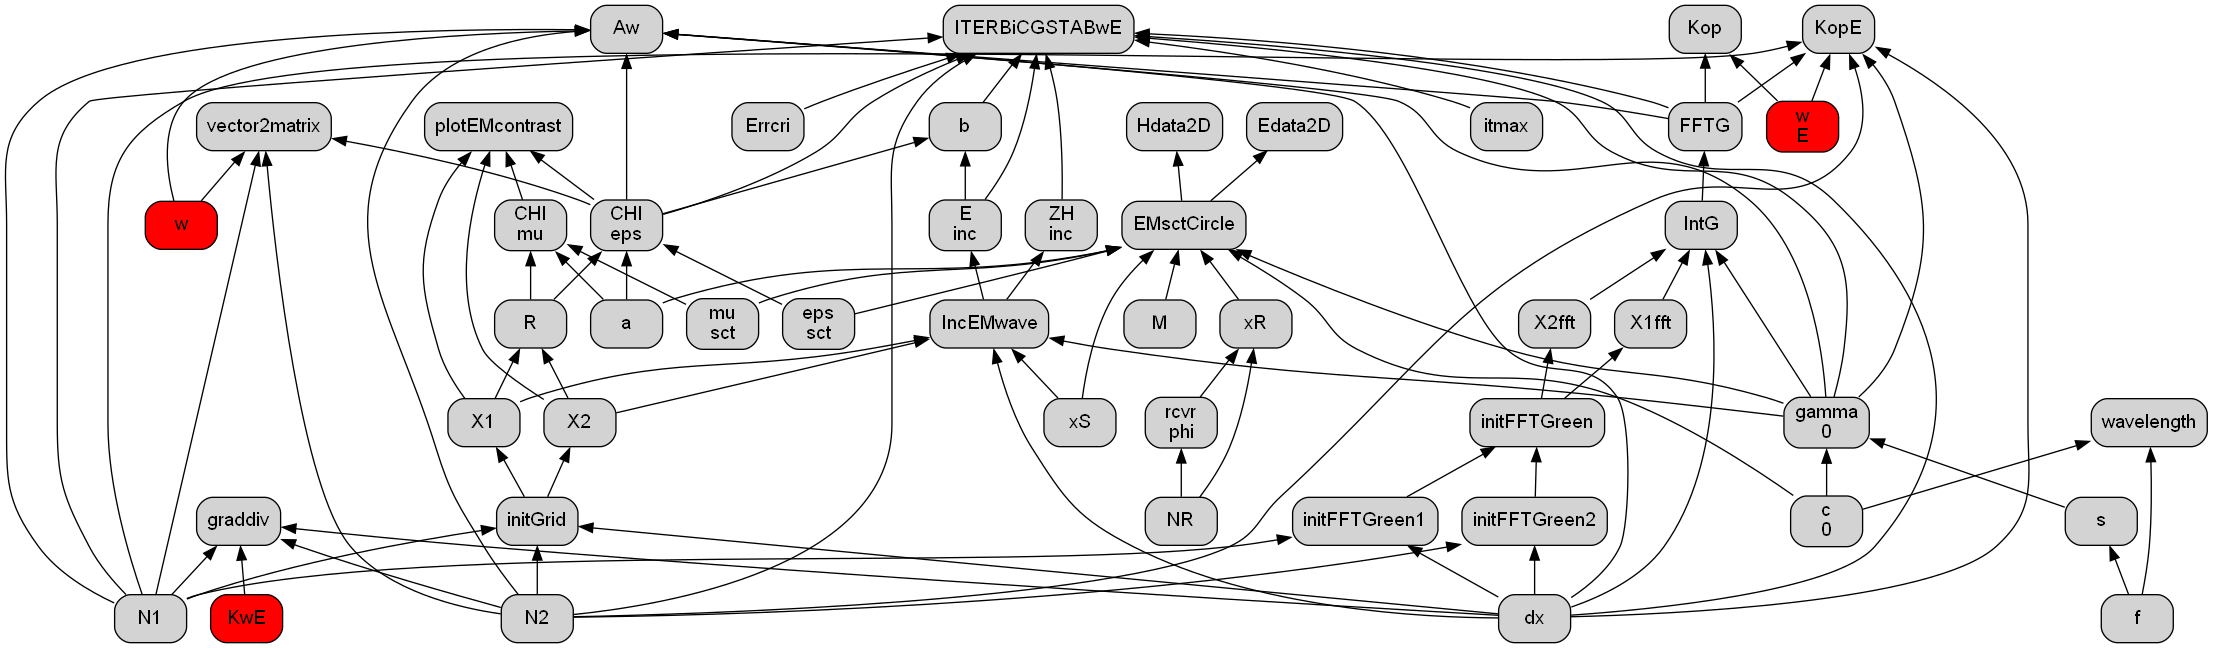 Aw
ITERBiCGSTABwE
Kop
KopE
vector2matrix
plotEMcontrast
Errcri
b
Hdata2D
Edata2D
itmax
FFTG
w
E
w
CHI
mu
CHI
eps
E
inc
ZH
inc
EMsctCircle
IntG
R
a
mu
sct
eps
sct
IncEMwave
M
xR
X2fft
X1fft
X1
X2
xS
rcvr
phi
initFFTGreen
gamma
0
wavelength
graddiv
initGrid
NR
initFFTGreen1
initFFTGreen2
c
0
s
N1
KwE
N2
dx
f